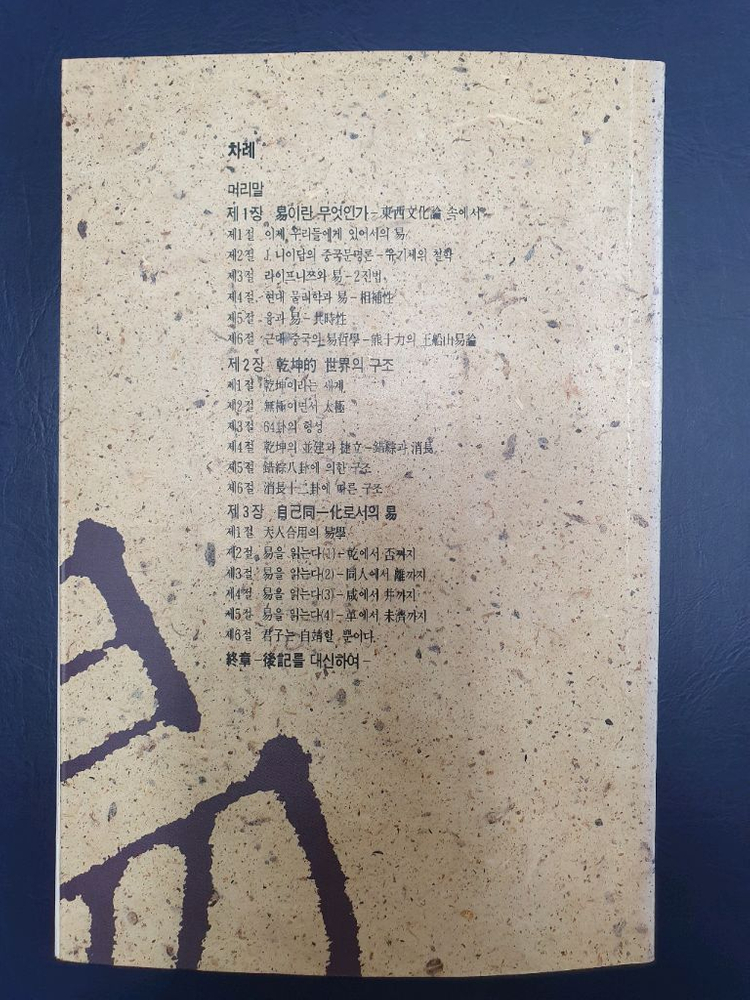 차례
머리말
제1장 易이란 무엇인가-東西文化論 속에서-
제1절 이제 우리들에게 있어서의 易
제2절 J. 니이담의 중국문명론-유기체의 철학
제3절 라이프니쯔와 易-2진법
제4절 현대 물리학과 易-相補性
제5절 융과 易-共時性
제6절 근대 중국의 易哲學-熊十力의 王船山易論
제2장 乾坤的 世界의 구조
제1절 乾坤이라는 세계
제2절 無極이면서 太極
제3절 64卦의 형성
제4절 乾坤의 並建과 捷立-錯綜과 消長
제5절 錯綜八卦에 의한 구조
제6절 消長十二卦에 따른 구조
제3장 自己同一化로서의 易
제1절 天人合用의 易學
제2절 易을 읽는다(1)-乾에서 否까지
제3절 易을 읽는다(2)-同人에서 離까지
제4절 易을 읽는다(3)-咸에서 井까지
제5절 易을 읽는다(4)-革에서 未濟까지
제6절 君子는 自靖할 뿐이다.
終章-後記를 대신하여-